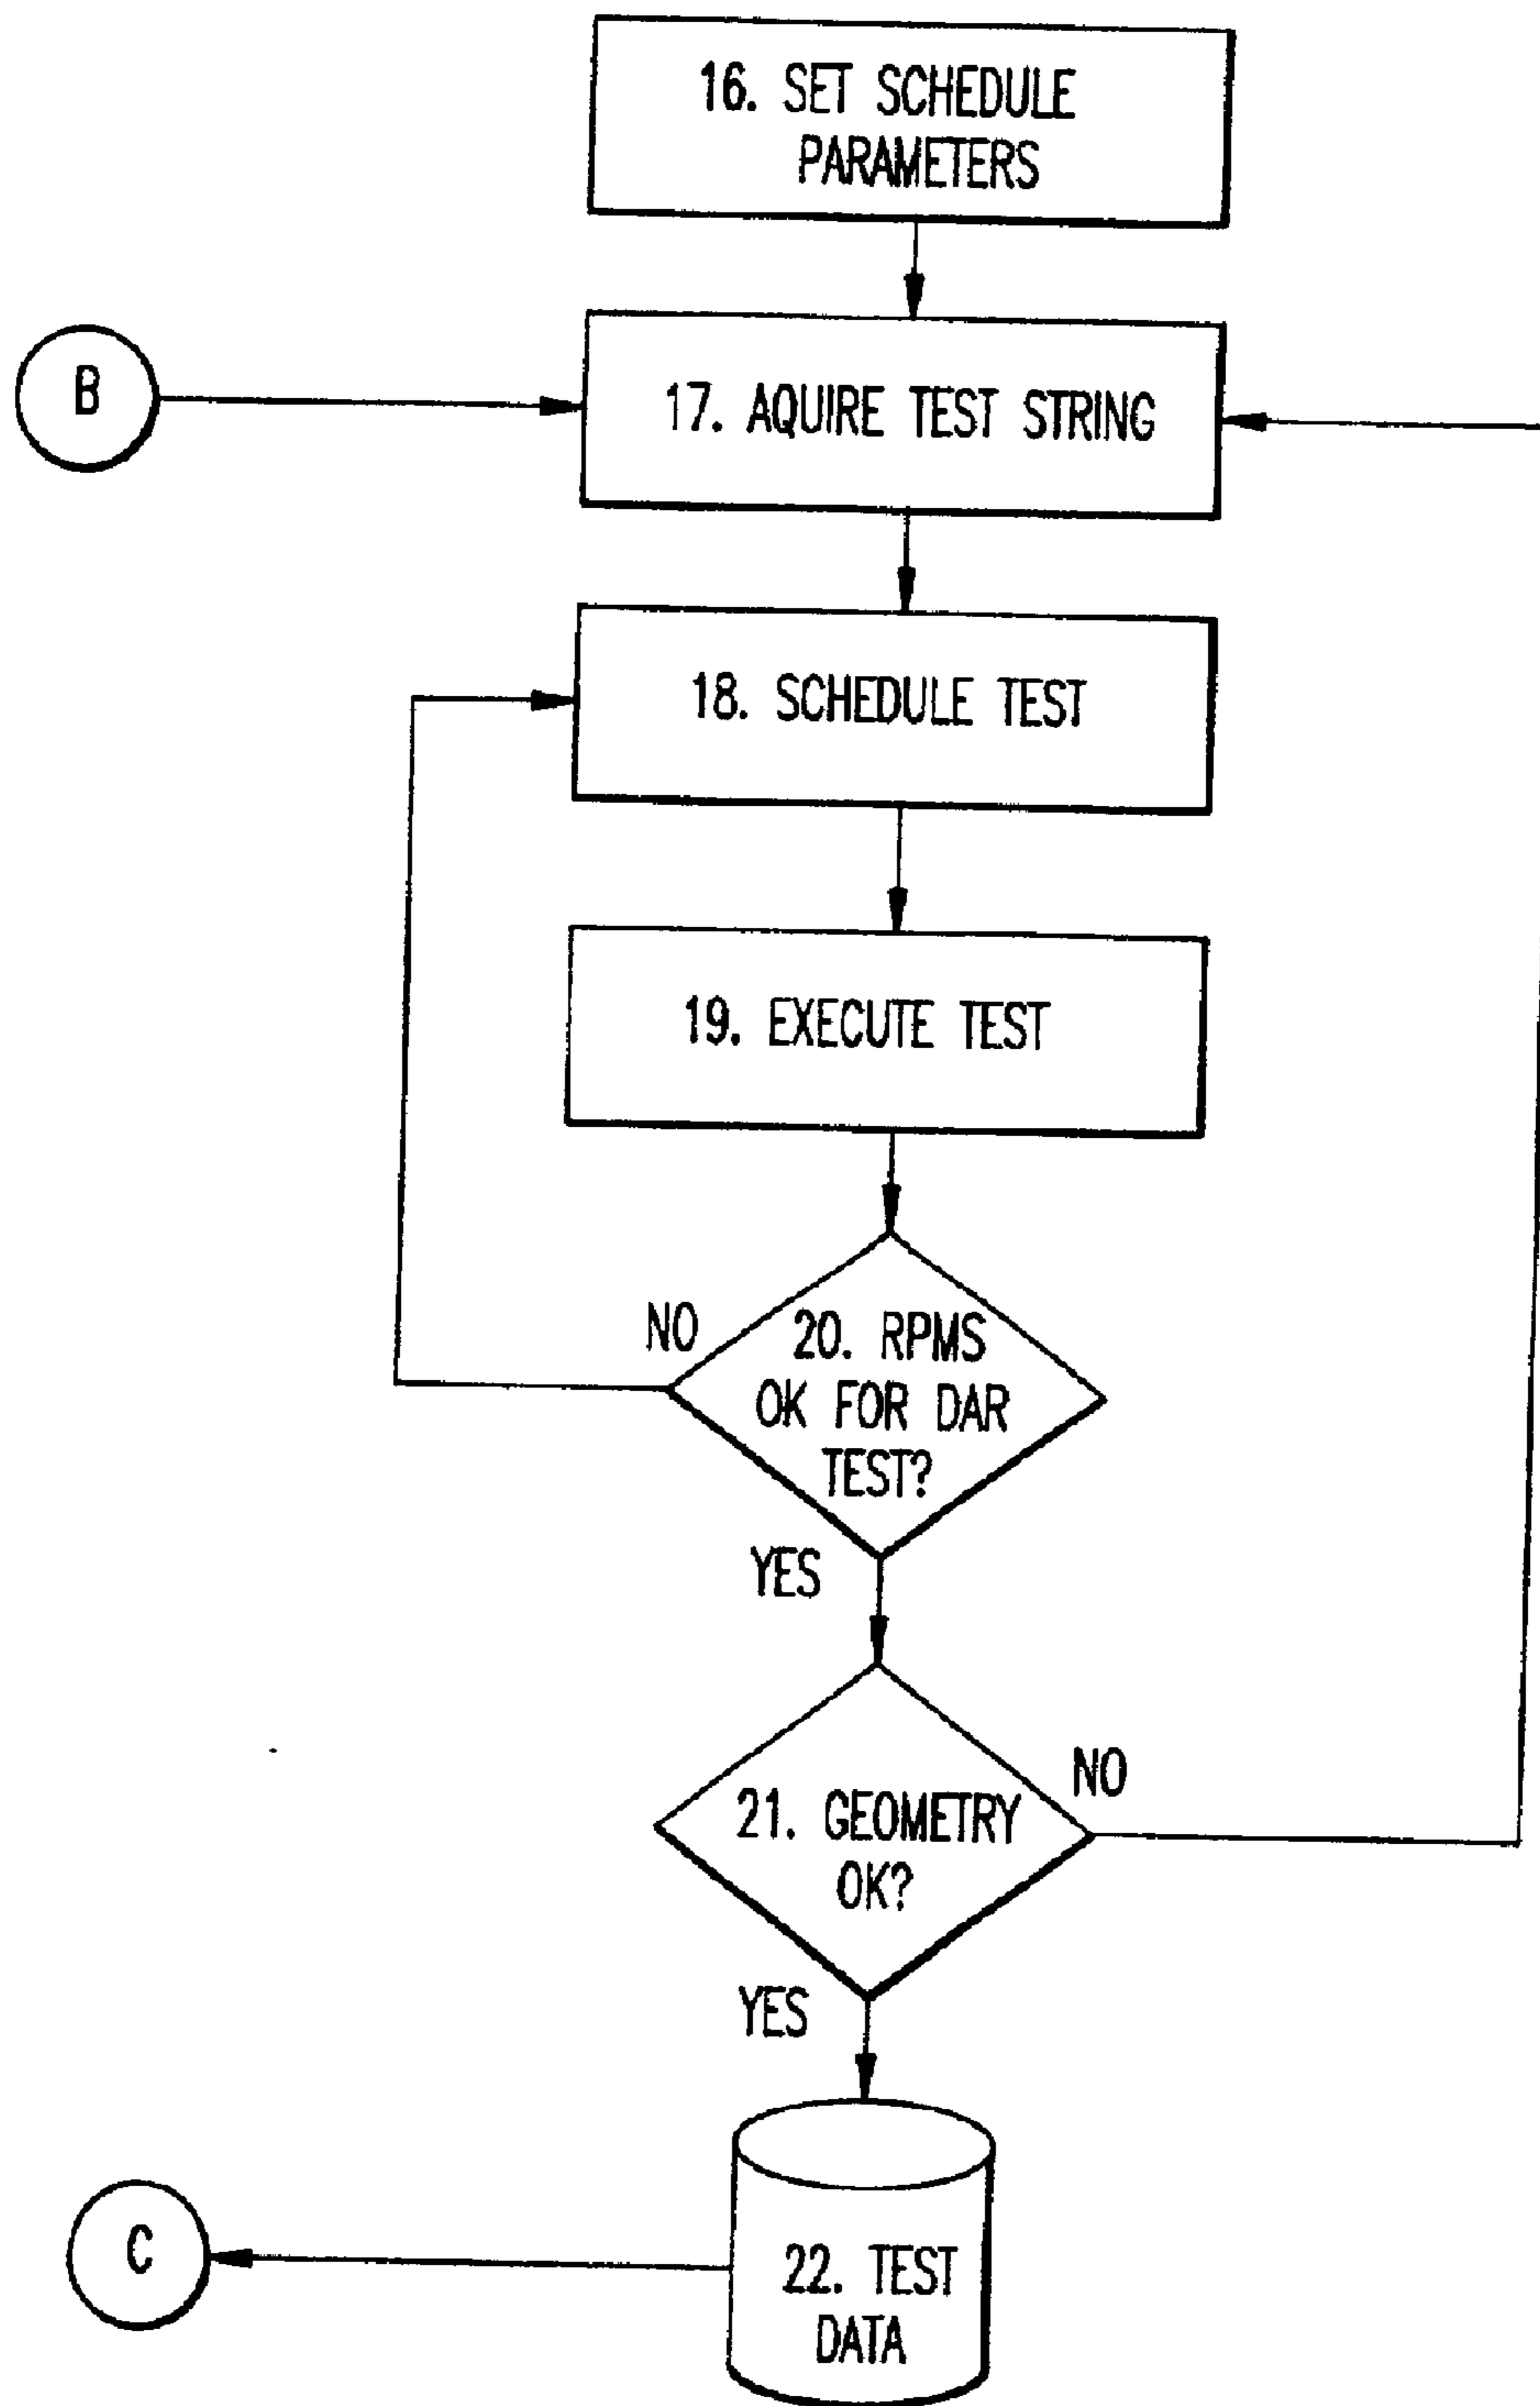 16. SET SCHEDULE
PARAMETERS
B
17. AQUIRE TEST STRING
18. SCHEDULE TEST
19. EXECUTE TEST
NO
20. RPMS
OK FOR DAR
TEST?
YES
NO
21. GEOMETRY
OK?
YES
C
22. TEST
DATA